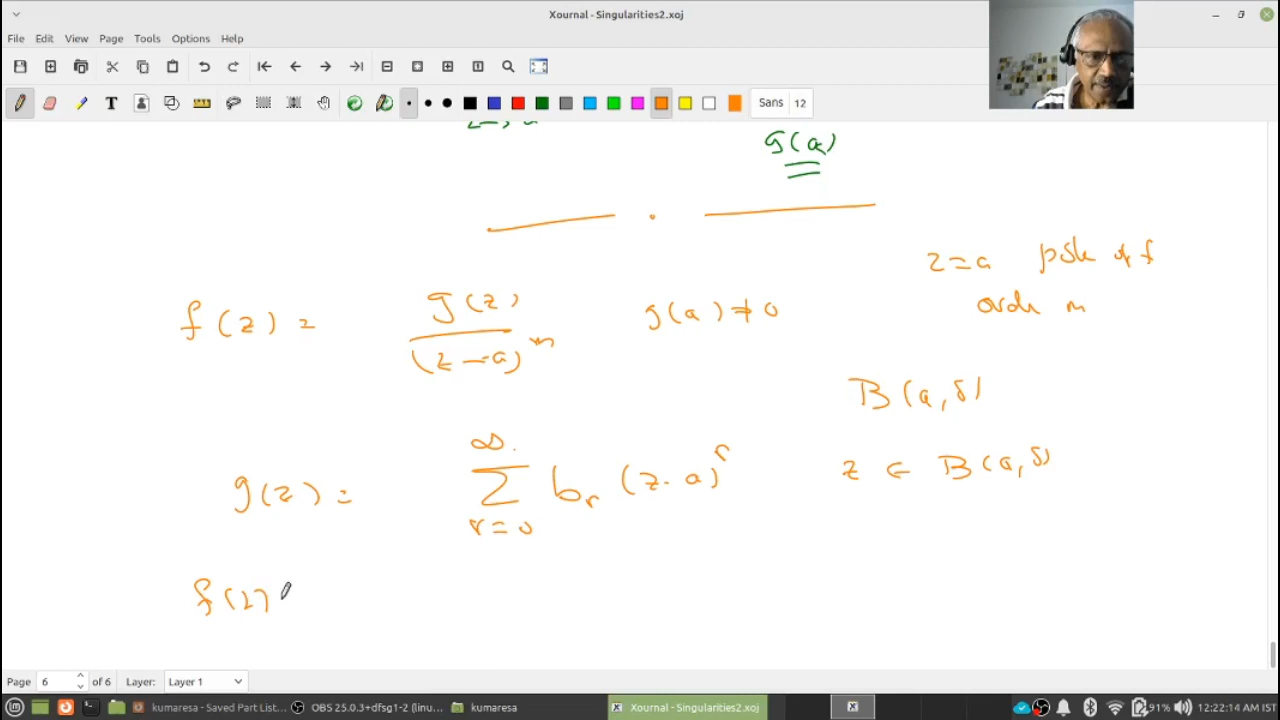 Xournal - Singularities2.xoj
File Edit View Page Tools Options Help
Sans 12
g(a)
z = a pole of f
order m
f(z) = g(z) / (z-a)^m g(a) ≠ 0
B(a, δ)
g(z) = ∞ Σ r=0 b_r (z-a)^r z ∈ B(a, δ)
f(z)
Page 6 of 6 Layer: Layer 1
kumaresa - Saved Part List... OBS 25.0.3+dfsg1-2 (linu... kumaresa Xournal - Singularities2.xoj 91% 12:22:14 AM IST